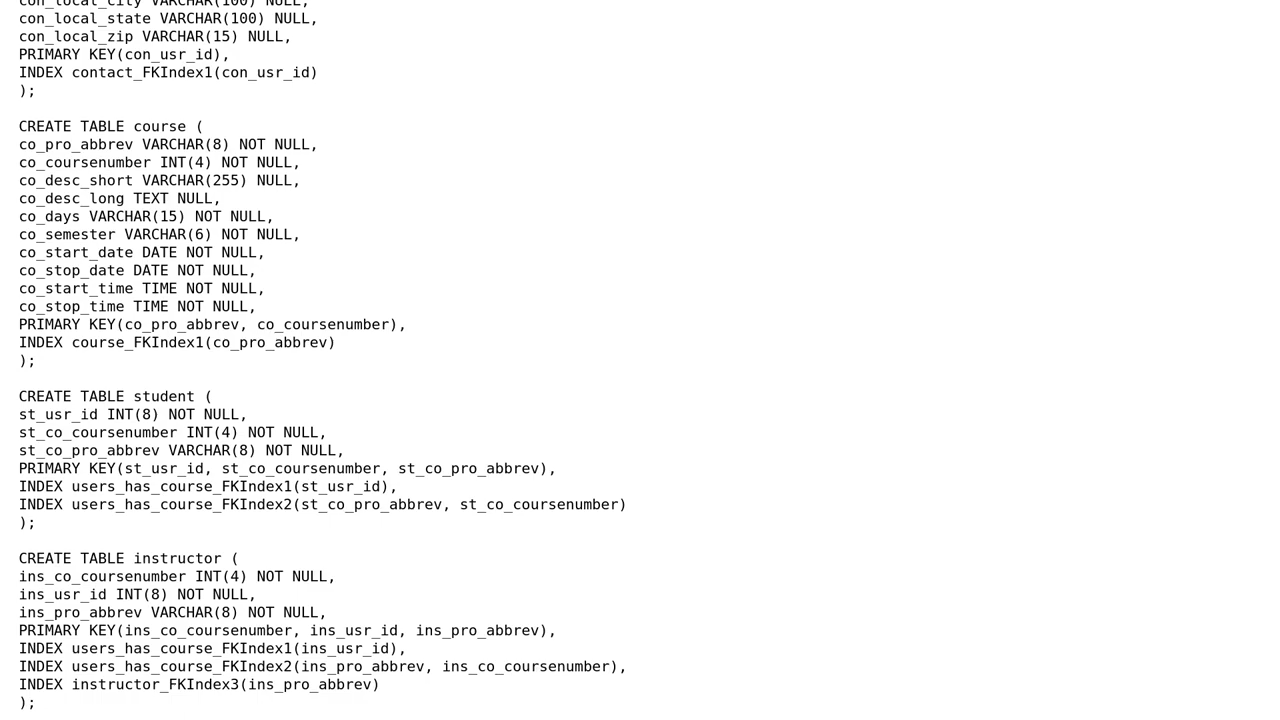 con_local_city VARCHAR(100) NULL,
con_local_state VARCHAR(100) NULL,
con_local_zip VARCHAR(15) NULL,
PRIMARY KEY(con_usr_id),
INDEX contact_FKIndex1(con_usr_id)
);
CREATE TABLE course (
co_pro_abbrev VARCHAR(8) NOT NULL,
co_coursenumber INT(4) NOT NULL,
co_desc_short VARCHAR(255) NULL,
co_desc_long TEXT NULL,
co_days VARCHAR(15) NOT NULL,
co_semester VARCHAR(6) NOT NULL,
co_start_date DATE NOT NULL,
co_stop_date DATE NOT NULL,
co_start_time TIME NOT NULL,
co_stop_time TIME NOT NULL,
PRIMARY KEY(co_pro_abbrev, co_coursenumber),
INDEX course_FKIndex1(co_pro_abbrev)
);
CREATE TABLE student (
st_usr_id INT(8) NOT NULL,
st_co_coursenumber INT(4) NOT NULL,
st_co_pro_abbrev VARCHAR(8) NOT NULL,
PRIMARY KEY(st_usr_id, st_co_coursenumber, st_co_pro_abbrev),
INDEX users_has_course_FKIndex1(st_usr_id),
INDEX users_has_course_FKIndex2(st_co_pro_abbrev, st_co_coursenumber)
);
CREATE TABLE instructor (
ins_co_coursenumber INT(4) NOT NULL,
ins_usr_id INT(8) NOT NULL,
ins_pro_abbrev VARCHAR(8) NOT NULL,
PRIMARY KEY(ins_co_coursenumber, ins_usr_id, ins_pro_abbrev),
INDEX users_has_course_FKIndex1(ins_usr_id),
INDEX users_has_course_FKIndex2(ins_pro_abbrev, ins_co_coursenumber),
INDEX instructor_FKIndex3(ins_pro_abbrev)
);